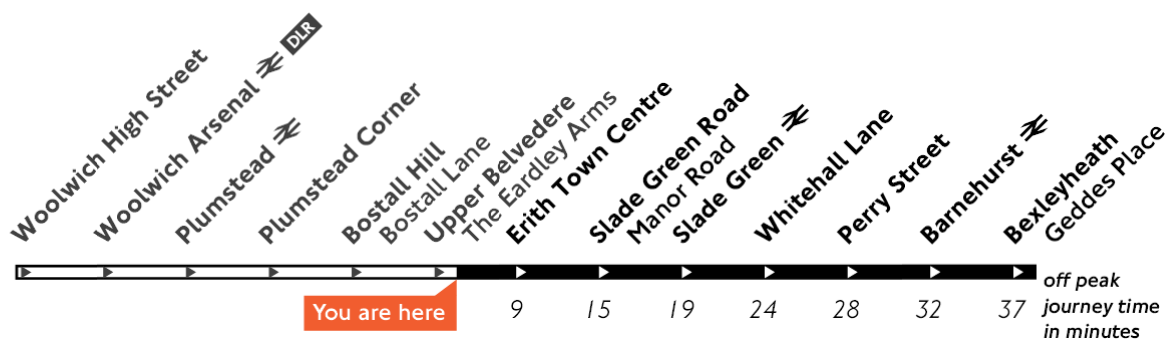 Woolwich High Street
Woolwich Arsenal DLR
Plumstead
Plumstead Corner
Bostall Hill
Bostall Lane
Upper Belvedere
The Eardley Arms
Erith Town Centre
Slade Green Road
Manor Road
Slade Green
Whitehall Lane
Perry Street
Barnehurst
Bexleyheath
Geddes Place
You are here
9 15 19 24 28 32 37
off peak
journey time
in minutes